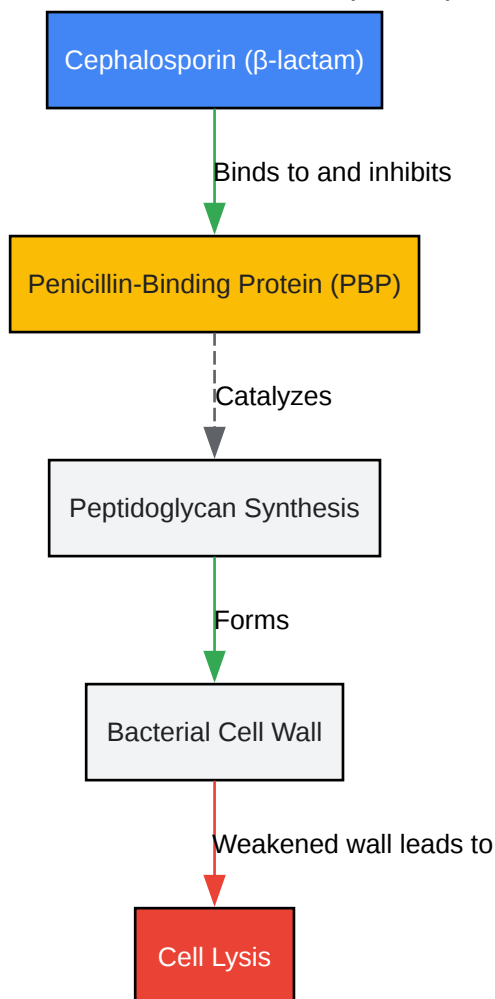 Cephalosporin (β-lactam)
Binds to and inhibits
Penicillin-Binding Protein (PBP)
Catalyzes
Peptidoglycan Synthesis
Forms
Bacterial Cell Wall
Weakened wall leads to
Cell Lysis